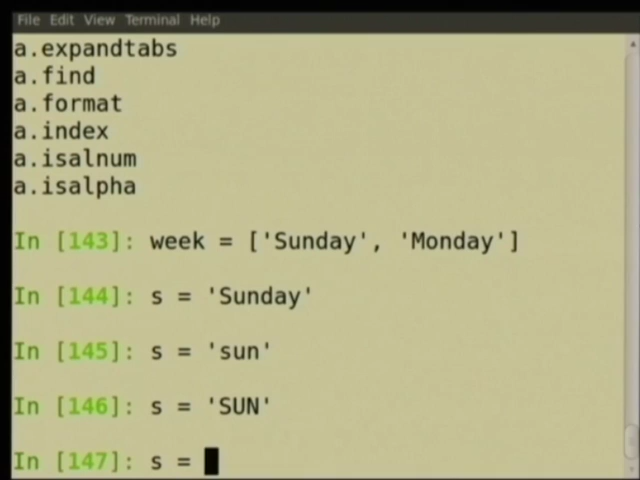 File Edit View Terminal Help
a.expandtabs
a.find
a.format
a.index
a.isalnum
a.isalpha
In [143]: week = ['Sunday', 'Monday']
In [144]: s = 'Sunday'
In [145]: s = 'sun'
In [146]: s = 'SUN'
In [147]: s =